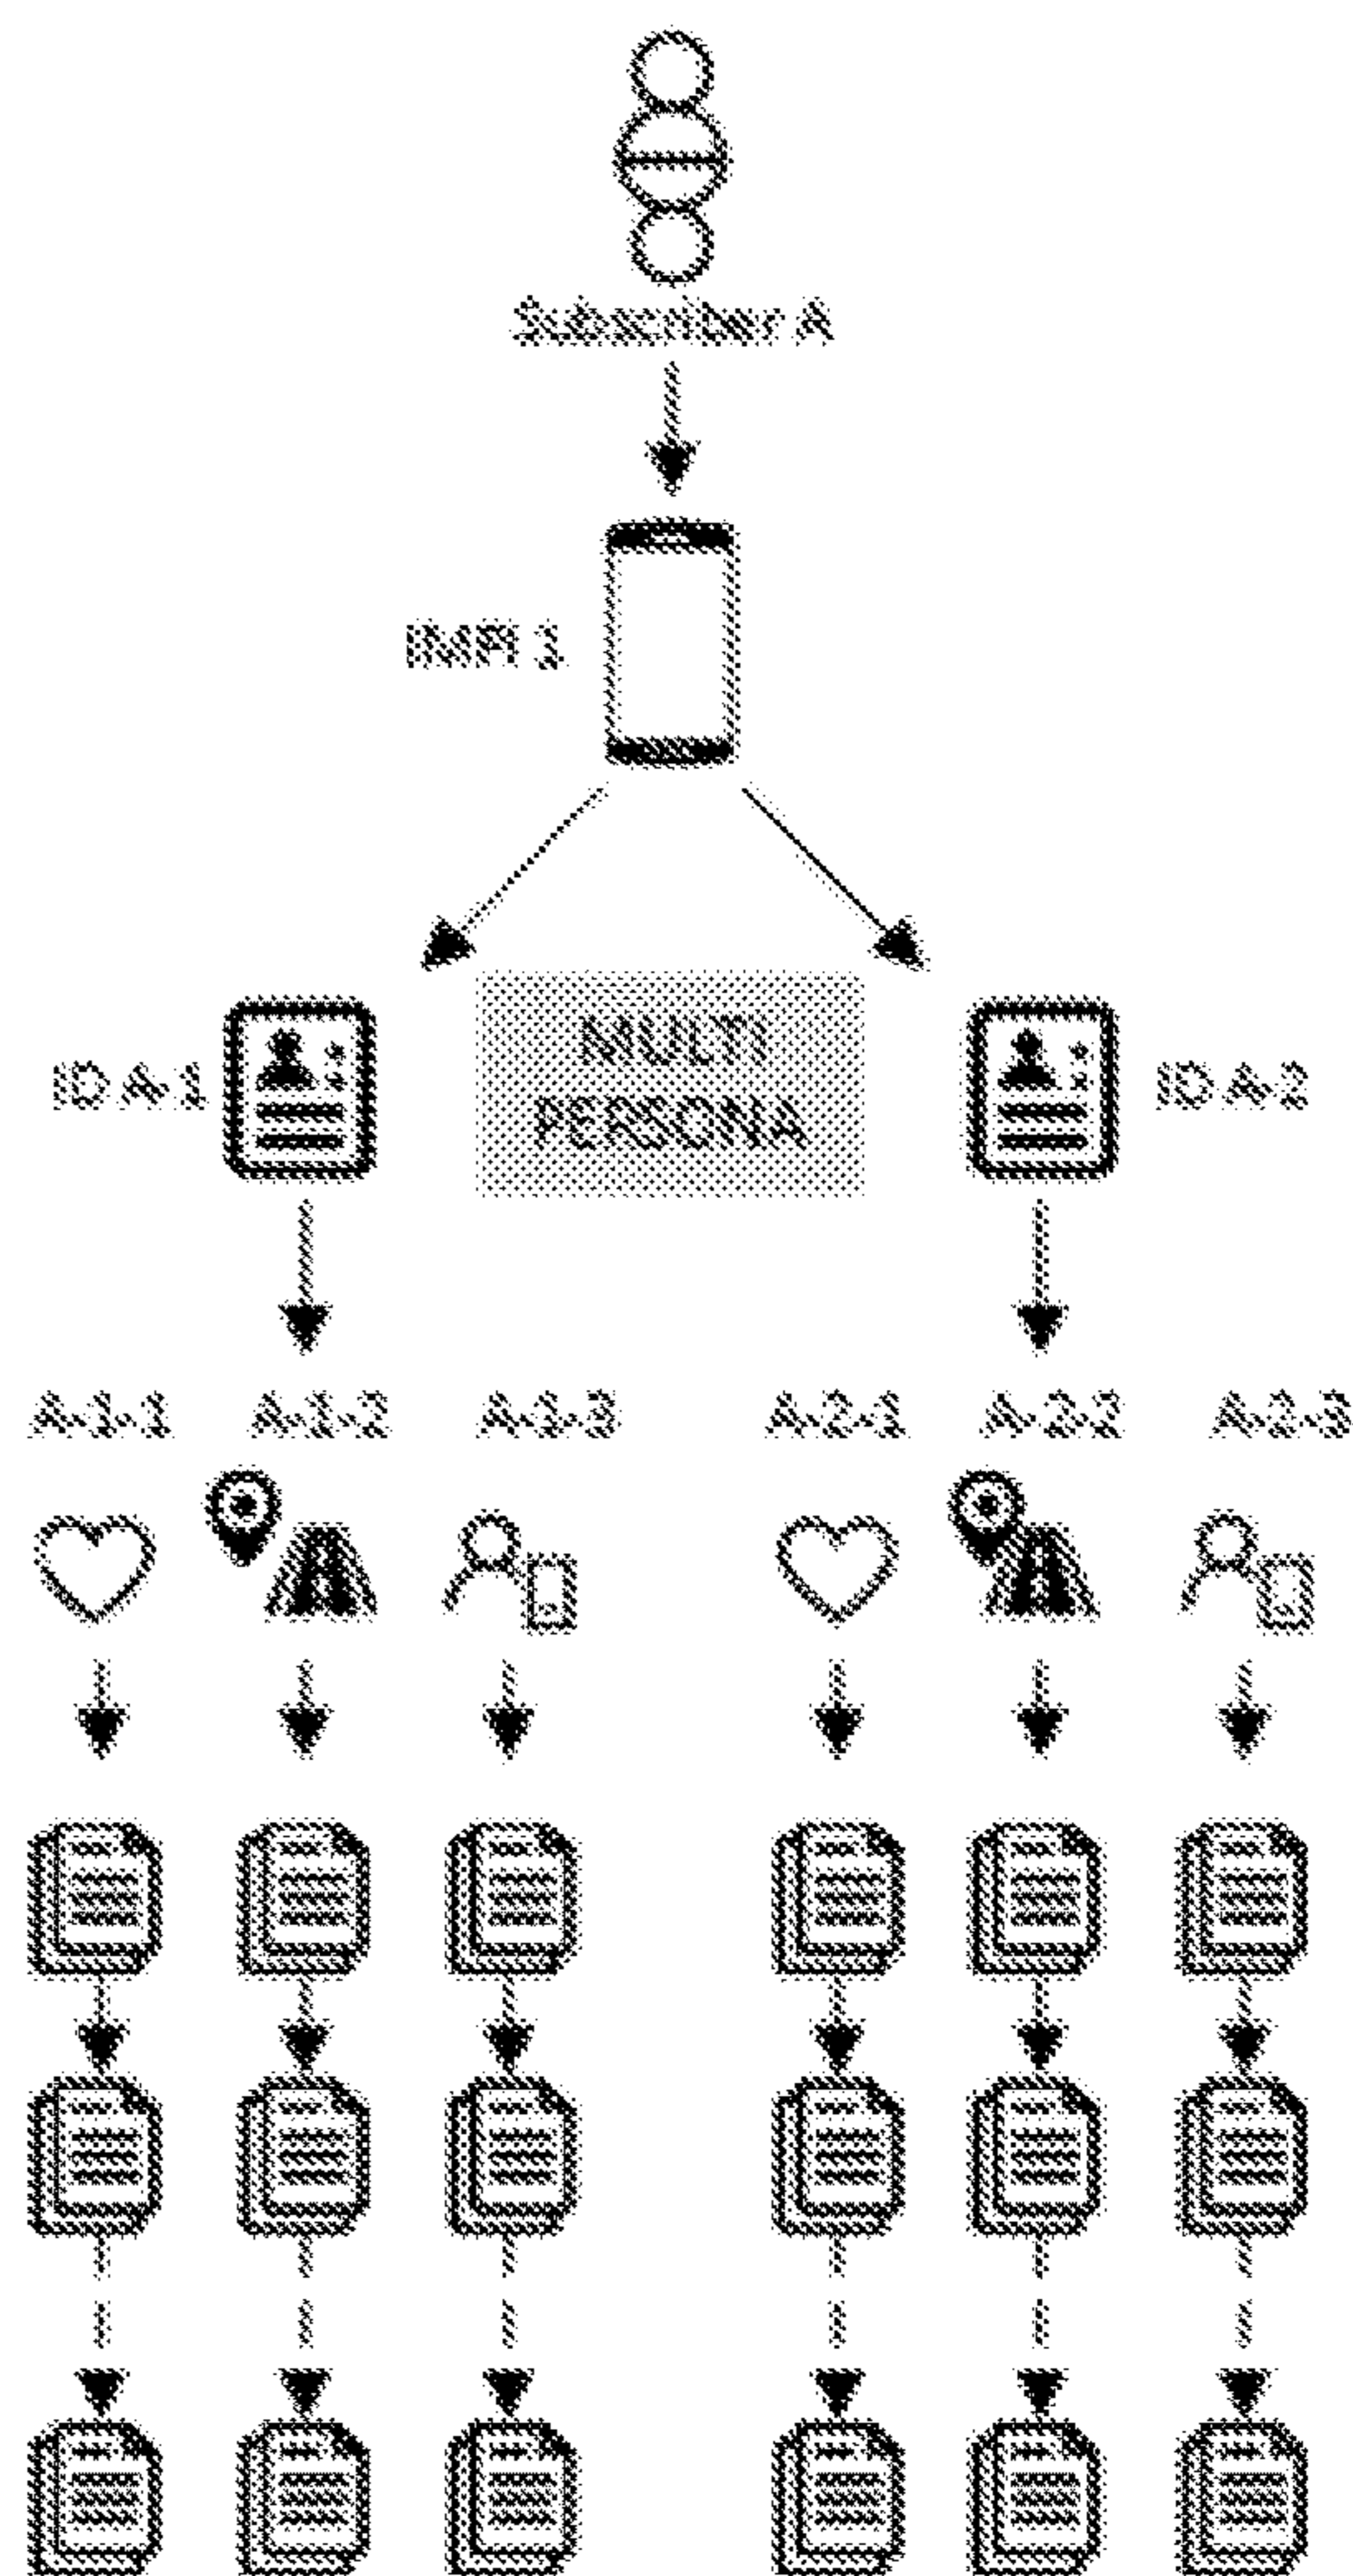 Subscriber A
IMPI 1
MULTI
PERSONA
ID A-1
ID A-2
A-1-1 A-1-2 A-1-3 A-2-1 A-2-2 A-2-3